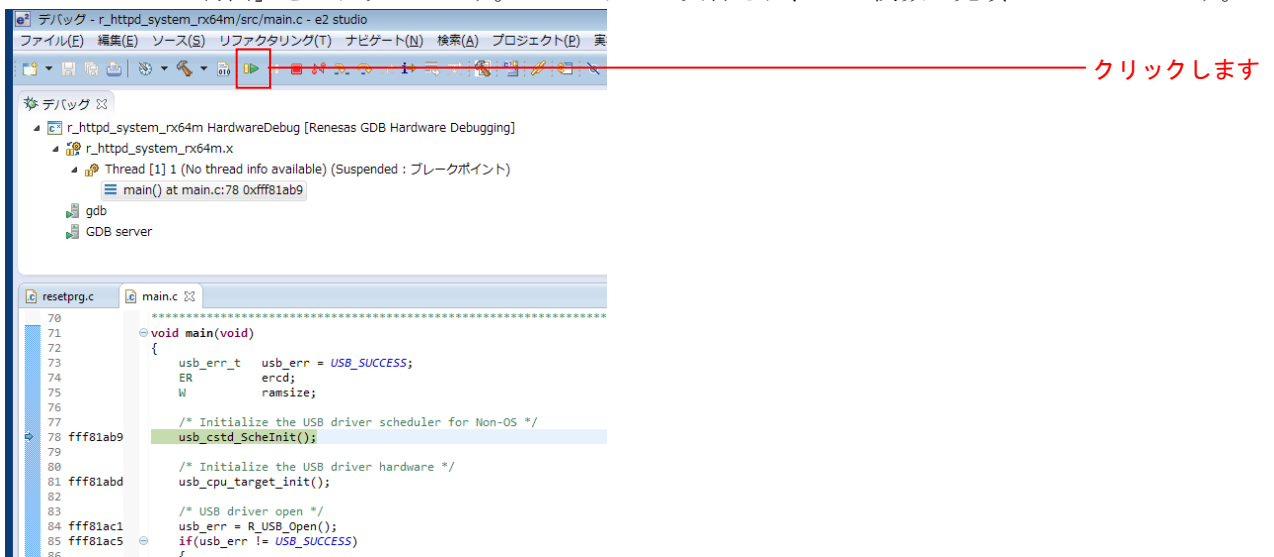 デバッグ - r_httpd_system_rx64m/src/main.c - e2 studio
ファイル(F) 編集(E) ソース(S) リファクタリング(T) ナビゲート(N) 検索(A) プロジェクト(P) 実
クリックします
デバッグ
r_httpd_system_rx64m HardwareDebug [Renesas GDB Hardware Debugging]
r_httpd_system_rx64m.x
Thread [1] 1 (No thread info available) (Suspended : ブレークポイント)
main() at main.c:78 0xfff81ab9
gdb
GDB server
resetprg.c main.c
70 ******************************************************************
71 void main(void)
72 {
73 usb_err_t usb_err = USB_SUCCESS;
74 ER ercd;
75 W ramsize;
76
77 /* Initialize the USB driver scheduler for Non-OS */
78 fff81ab9 usb_cstd_ScheInit();
79
80 /* Initialize the USB driver hardware */
81 fff81abd usb_cpu_target_init();
82
83 /* USB driver open */
84 fff81ac1 usb_err = R_USB_Open();
85 fff81ac5 if(usb_err != USB_SUCCESS)
86 {